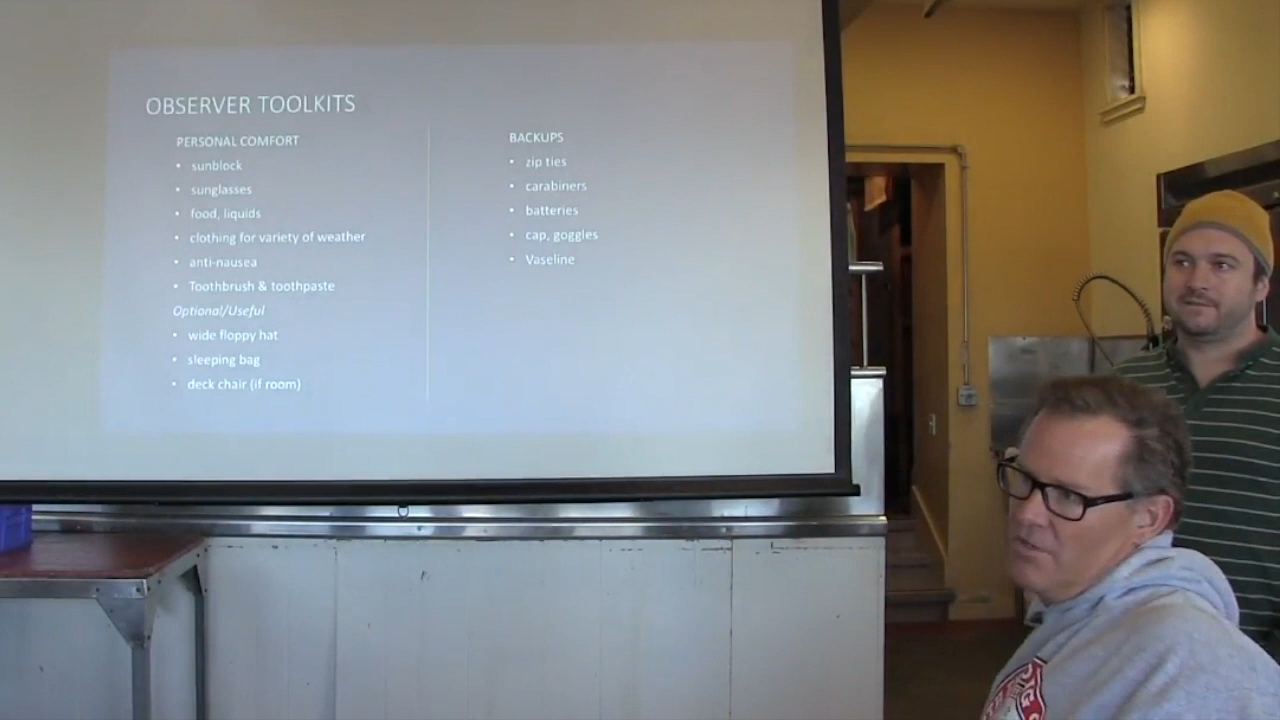 OBSERVER TOOLKITS
PERSONAL COMFORT
• sunblock
• sunglasses
• food, liquids
• clothing for variety of weather
• anti-nausea
• Toothbrush & toothpaste
Optional/Useful
• wide floppy hat
• sleeping bag
• deck chair (if room)
BACKUPS
• zip ties
• carabiners
• batteries
• cap, goggles
• Vaseline